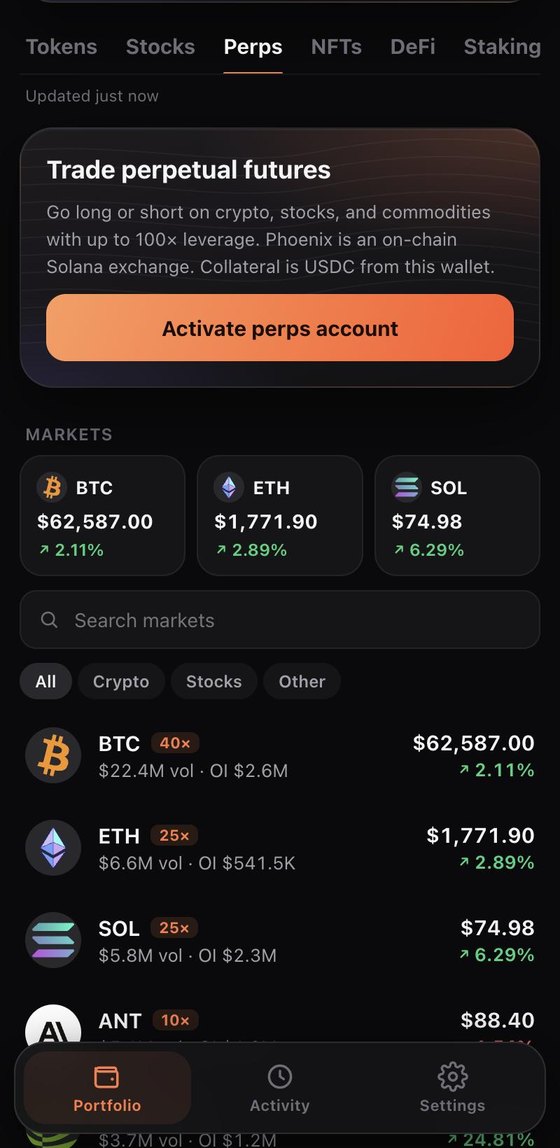 Tokens Stocks Perps NFTs DeFi Staking
Updated just now
Trade perpetual futures
Go long or short on crypto, stocks, and commodities
with up to 100× leverage. Phoenix is an on-chain
Solana exchange. Collateral is USDC from this wallet.
Activate perps account
MARKETS
BTC
$62,587.00
↗ 2.11%
ETH
$1,771.90
↗ 2.89%
SOL
$74.98
↗ 6.29%
Search markets
All Crypto Stocks Other
BTC 40× $62,587.00
$22.4M vol · OI $2.6M ↗ 2.11%
ETH 25× $1,771.90
$6.6M vol · OI $541.5K ↗ 2.89%
SOL 25× $74.98
$5.8M vol · OI $2.3M ↗ 6.29%
ANT 10× $88.40
Portfolio Activity Settings
$3.7M vol · OI $1.2M ↗ 24.81%